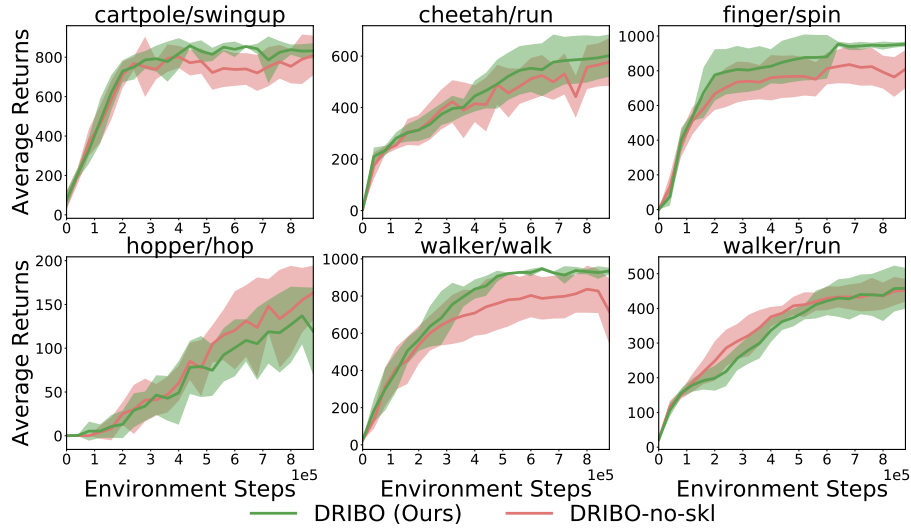 cartpole/swingup
cheetah/run
finger/spin
Average Returns
800
600
400
200
0
0 1 2 3 4 5 6 7 8
600
400
200
0
0 1 2 3 4 5 6 7 8
1000
800
600
400
200
0
0 1 2 3 4 5 6 7 8
hopper/hop
walker/walk
walker/run
Average Returns
200
150
100
50
0
0 1 2 3 4 5 6 7 8
1e5
1000
800
600
400
200
0
0 1 2 3 4 5 6 7 8
1e5
500
400
300
200
100
0
0 1 2 3 4 5 6 7 8
1e5
Environment Steps
Environment Steps
Environment Steps
DRIBO (Ours)
DRIBO-no-skl